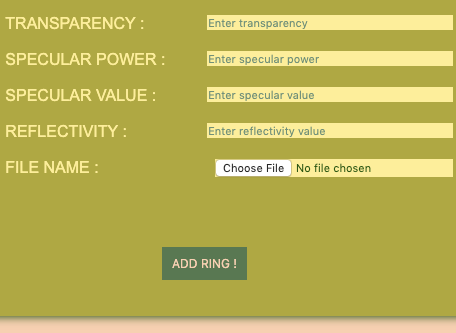 TRANSPARENCY : Enter transparency
SPECULAR POWER : Enter specular power
SPECULAR VALUE : Enter specular value
REFLECTIVITY : Enter reflectivity value
FILE NAME : Choose File No file chosen
ADD RING !